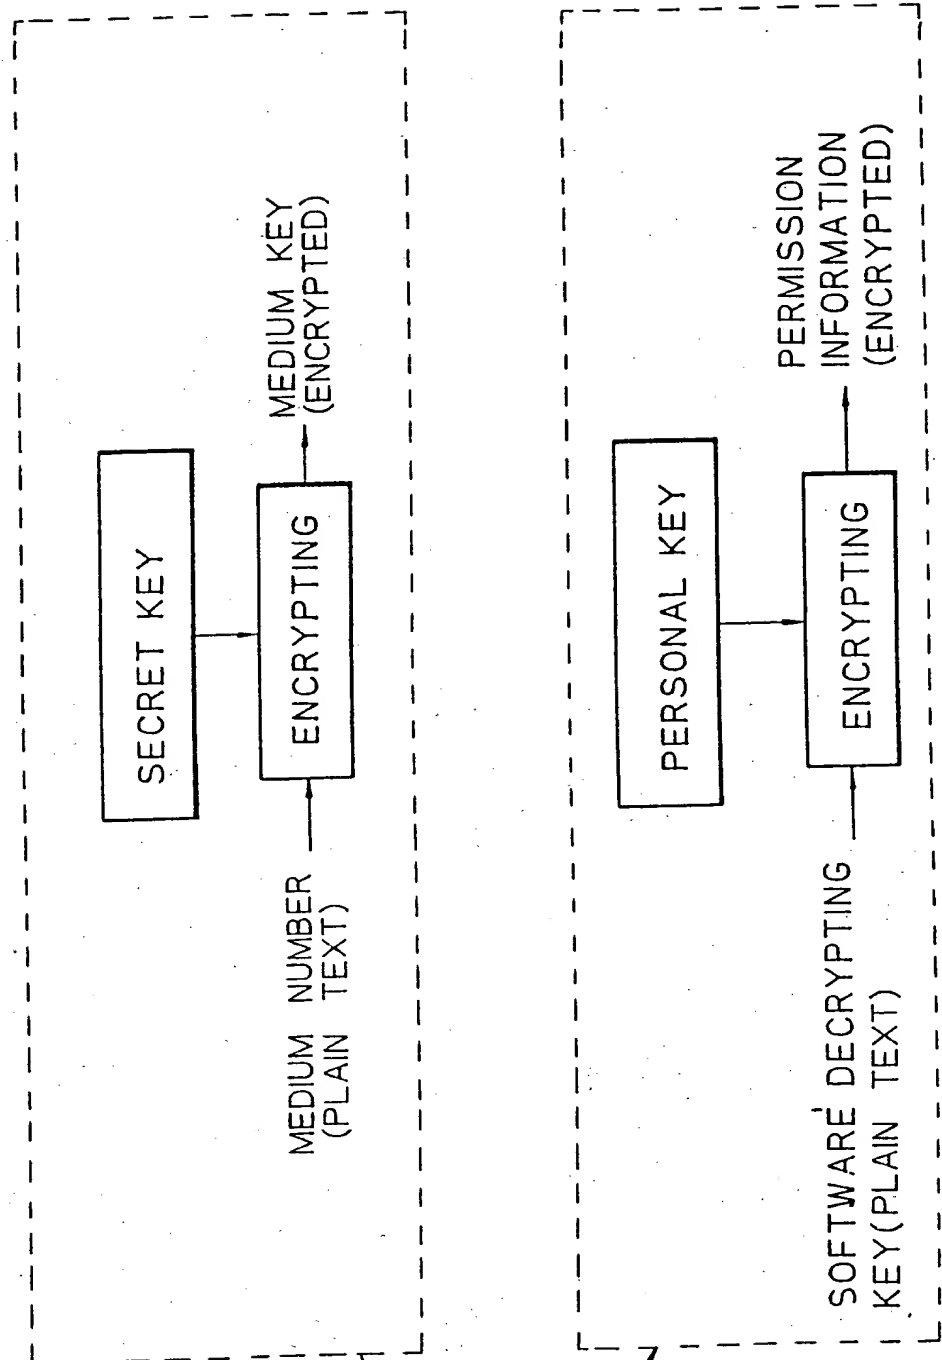 SECRET KEY
MEDIUM NUMBER
(PLAIN TEXT)
ENCRYPTING
MEDIUM KEY
(ENCRYPTED)
PERSONAL KEY
SOFTWARE DECRYPTING
KEY(PLAIN TEXT)
ENCRYPTING
PERMISSION
INFORMATION
(ENCRYPTED)